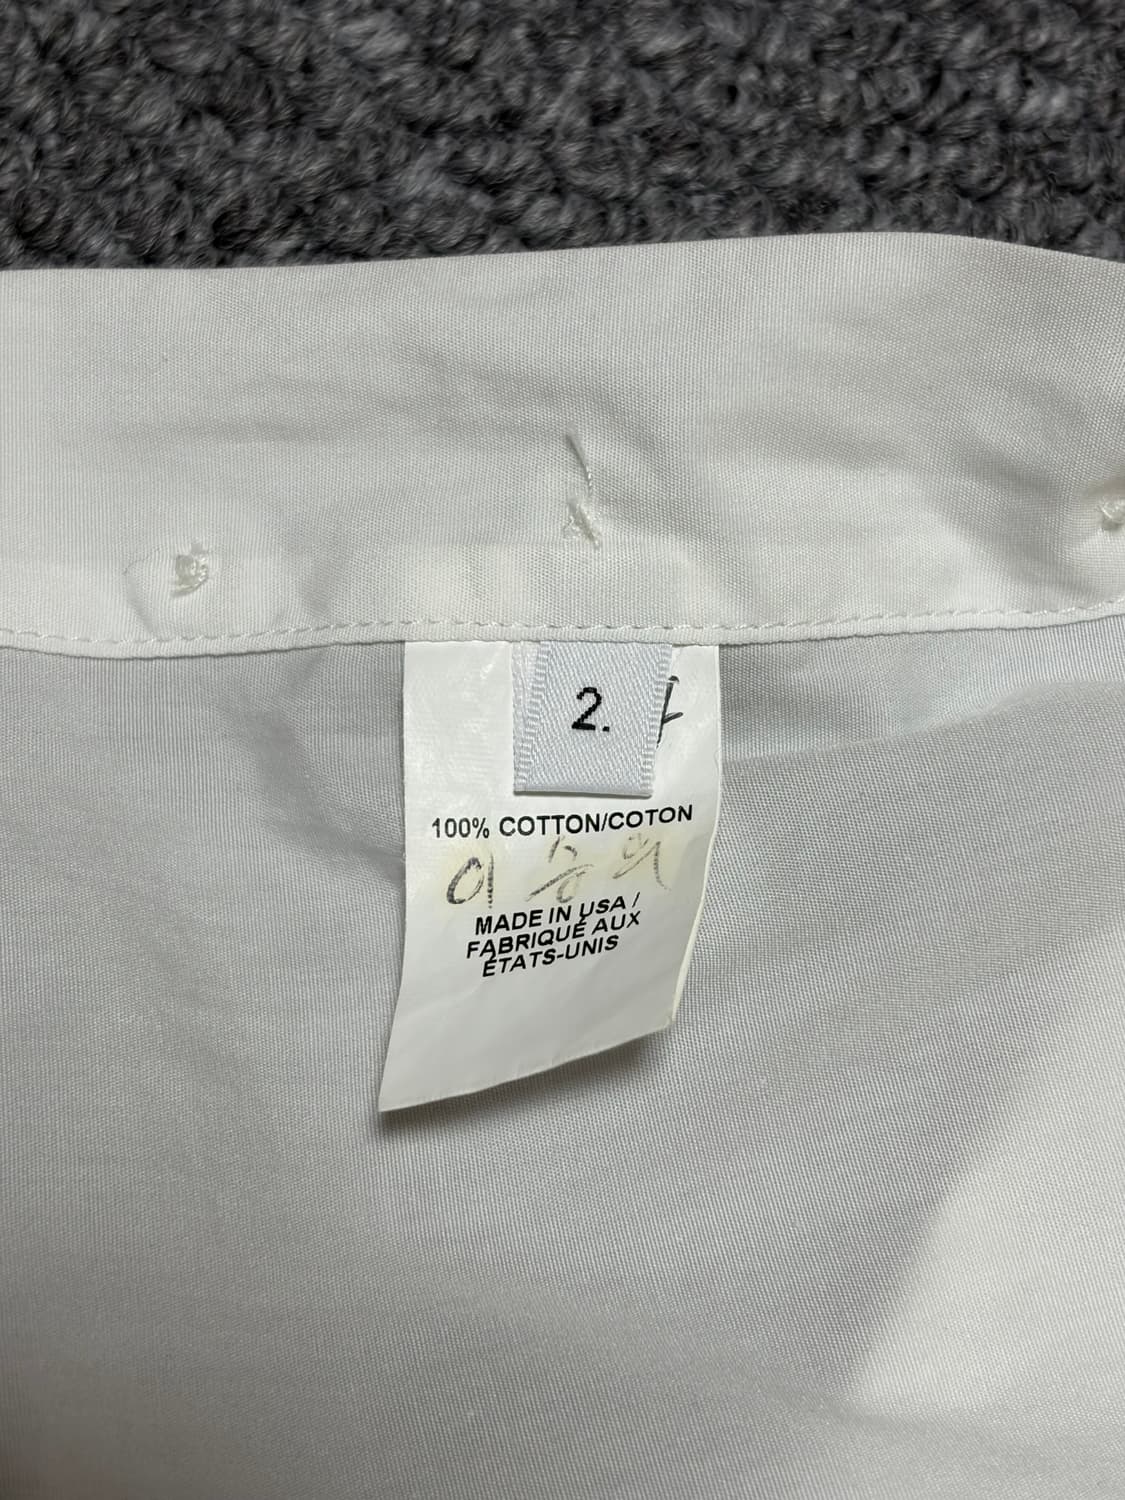 2.
100% COTTON/COTON
MADE IN USA /
FABRIQUÉ AUX
ÉTATS-UNIS